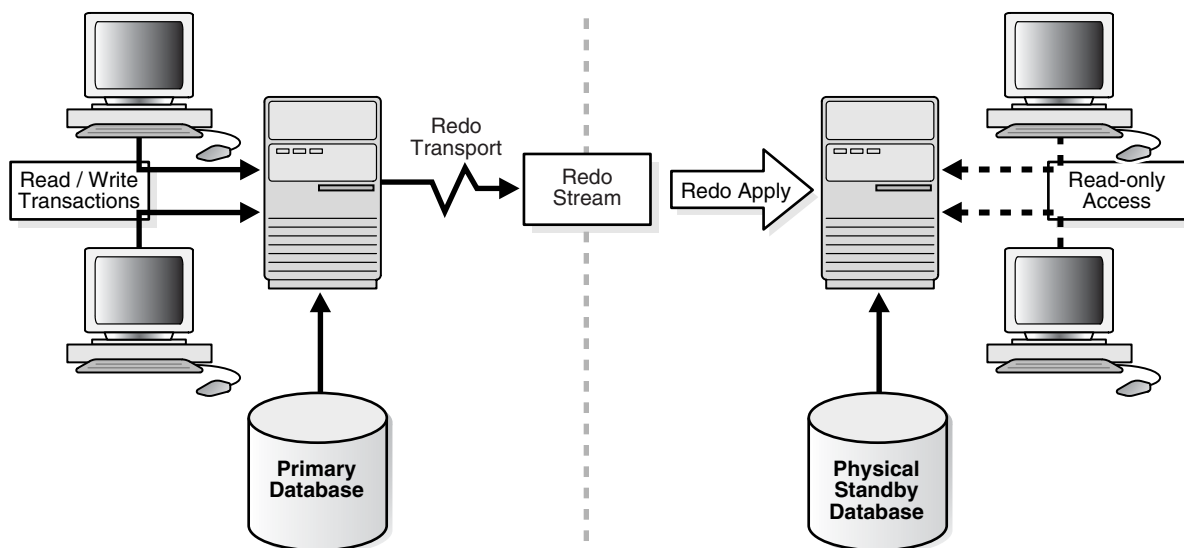 Read / Write
Transactions
Redo
Transport
Redo
Stream
Redo Apply
Read-only
Access
Primary
Database
Physical
Standby
Database